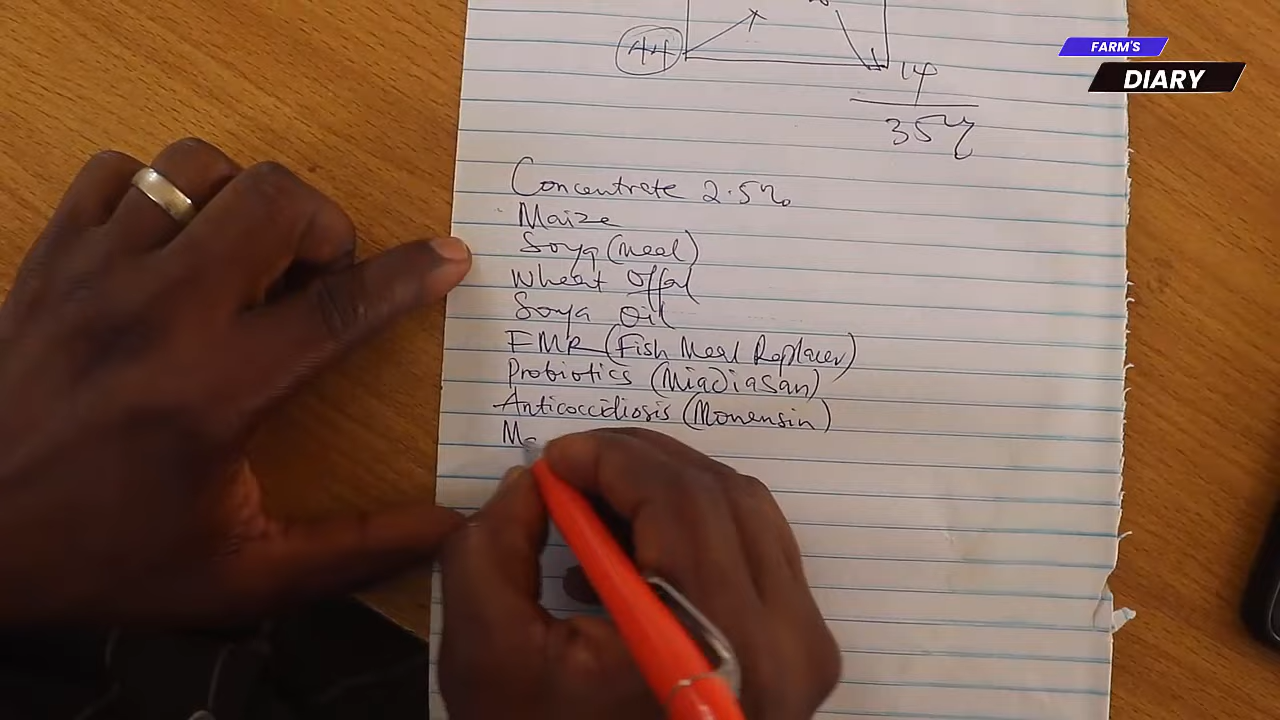 FARM'S
DIARY
44
14
35%
Concentrate 2.5%
Maize
Soya (meal)
Wheat Offal
Soya Oil
FMR (Fish Meal Replacer)
Probiotics (Miadiasan)
Anticoccidiosis (Monensin)